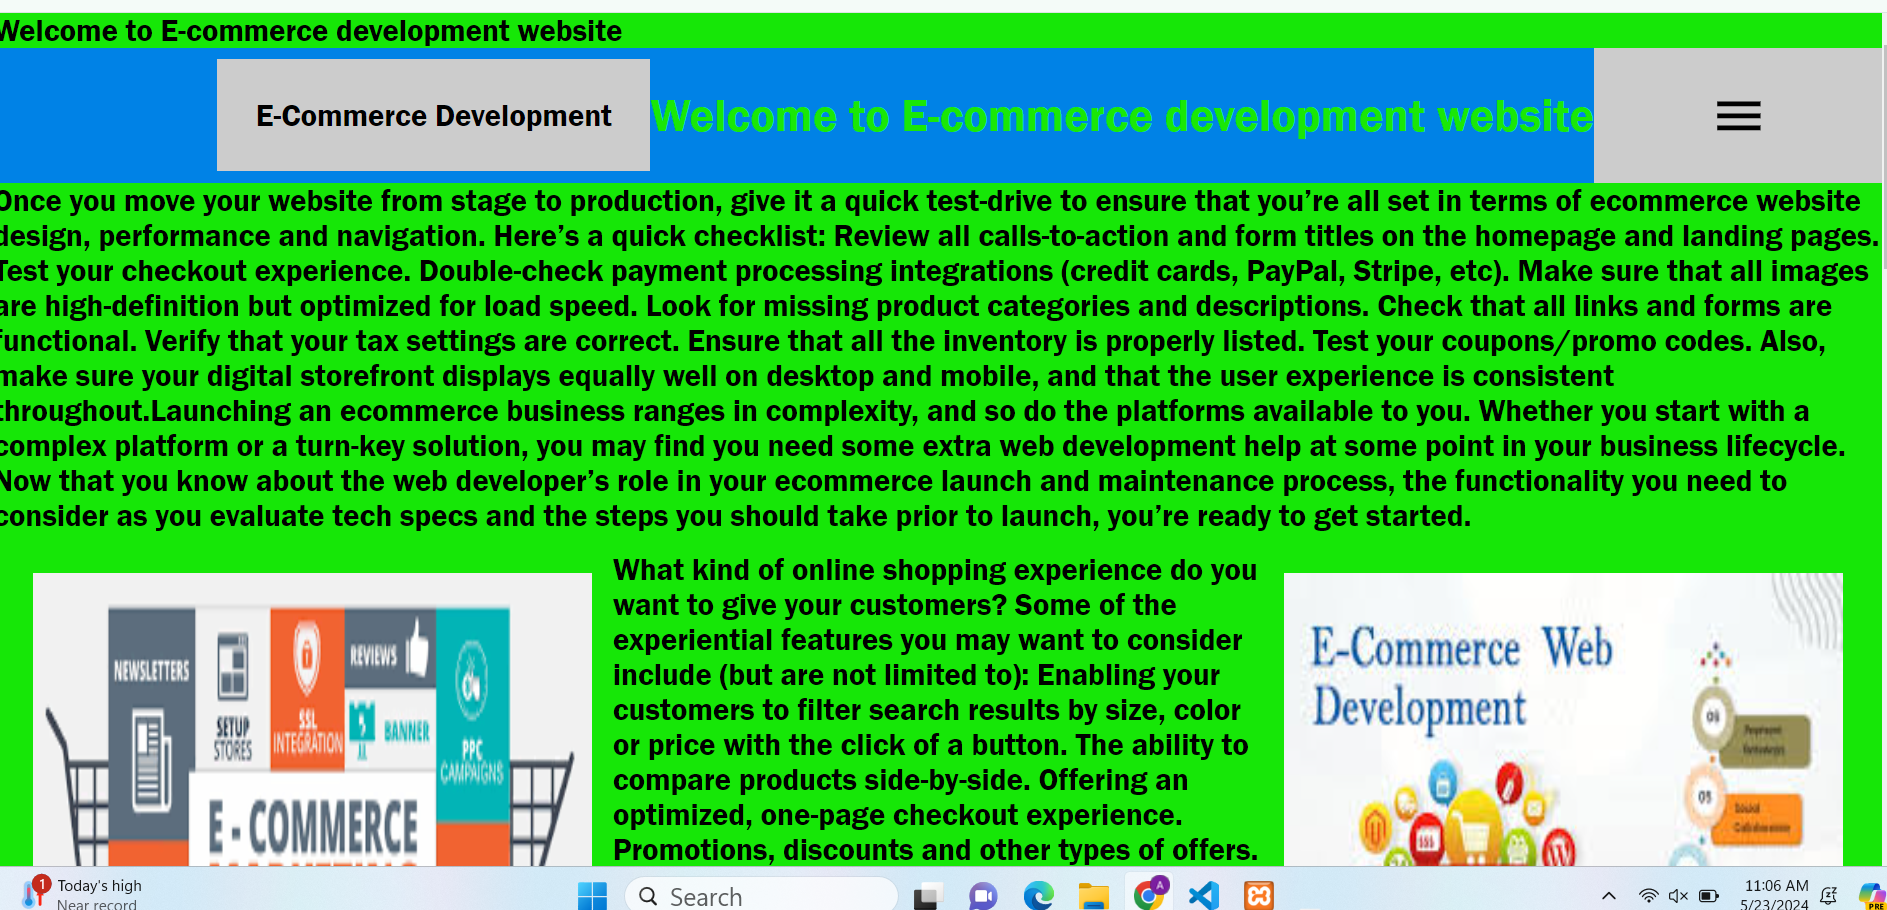 Welcome to E-commerce development website
E-Commerce Development
Welcome to E-commerce development website
Once you move your website from stage to production, give it a quick test-drive to ensure that you’re all set in terms of ecommerce website
design, performance and navigation. Here’s a quick checklist: Review all calls-to-action and form titles on the homepage and landing pages.
Test your checkout experience. Double-check payment processing integrations (credit cards, PayPal, Stripe, etc). Make sure that all images
are high-definition but optimized for load speed. Look for missing product categories and descriptions. Check that all links and forms are
functional. Verify that your tax settings are correct. Ensure that all the inventory is properly listed. Test your coupons/promo codes. Also,
make sure your digital storefront displays equally well on desktop and mobile, and that the user experience is consistent
throughout.Launching an ecommerce business ranges in complexity, and so do the platforms available to you. Whether you start with a
complex platform or a turn-key solution, you may find you need some extra web development help at some point in your business lifecycle.
Now that you know about the web developer’s role in your ecommerce launch and maintenance process, the functionality you need to
consider as you evaluate tech specs and the steps you should take prior to launch, you’re ready to get started.
NEWSLETTERS
SETUP
STORES
SSL
INTEGRATION
REVIEWS
BANNER
PPC
CAMPAIGNS
E - COMMERCE
What kind of online shopping experience do you
want to give your customers? Some of the
experiential features you may want to consider
include (but are not limited to): Enabling your
customers to filter search results by size, color
or price with the click of a button. The ability to
compare products side-by-side. Offering an
optimized, one-page checkout experience.
Promotions, discounts and other types of offers.
E-Commerce Web
Development
05
Social
SSL
1
Today's high
Near record
Search
A
11:06 AM
5/23/2024
PRE